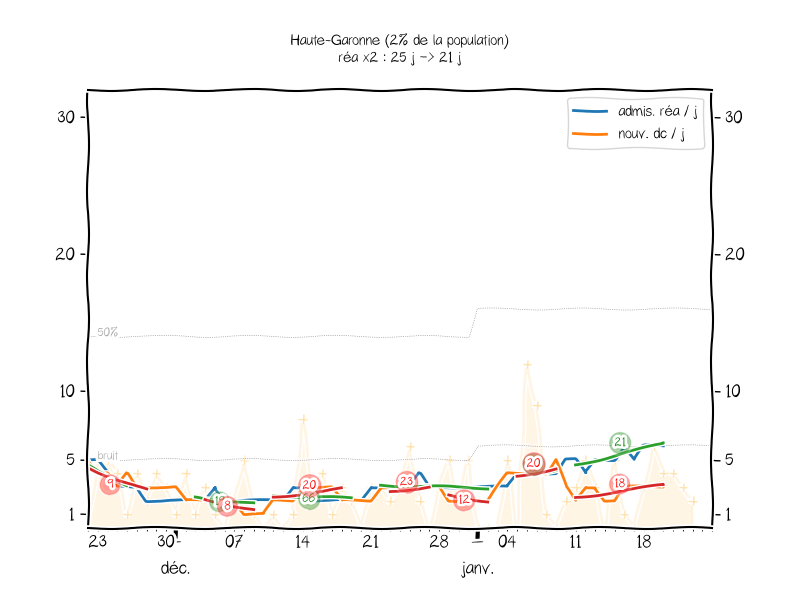 Haute-Garonne (2% de la population)
réa x2 : 25 j -> 21 j
admis. réa / j
nouv. dc / j
30 30
20 20
50%
10 10
bruit
5 5
1 1
9
8
20
66
23
12
20
21
18
23 30 07 14 21 28 04 11 18
déc. janv.